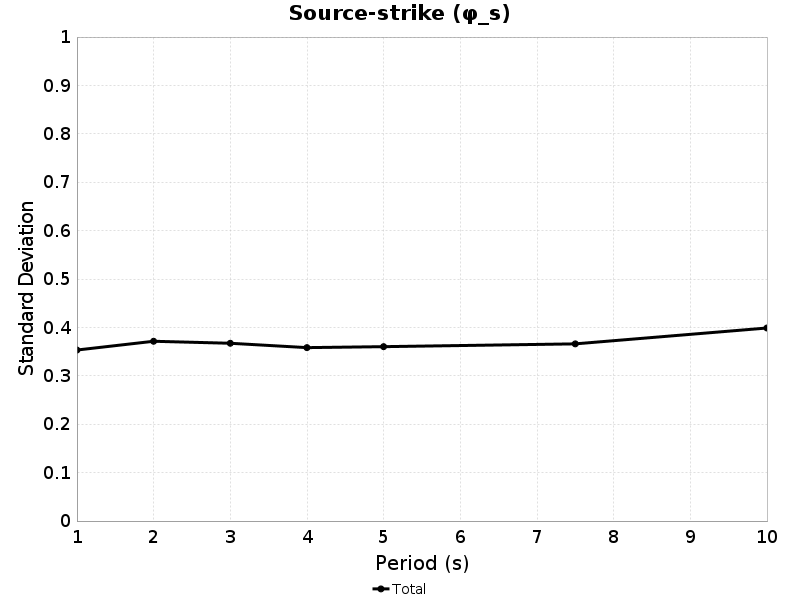 Source-strike (φ_s)
1
0.9
0.8
0.7
0.6
0.5
0.4
0.3
0.2
0.1
0
Standard Deviation
1 2 3 4 5 6 7 8 9 10
Period (s)
Total